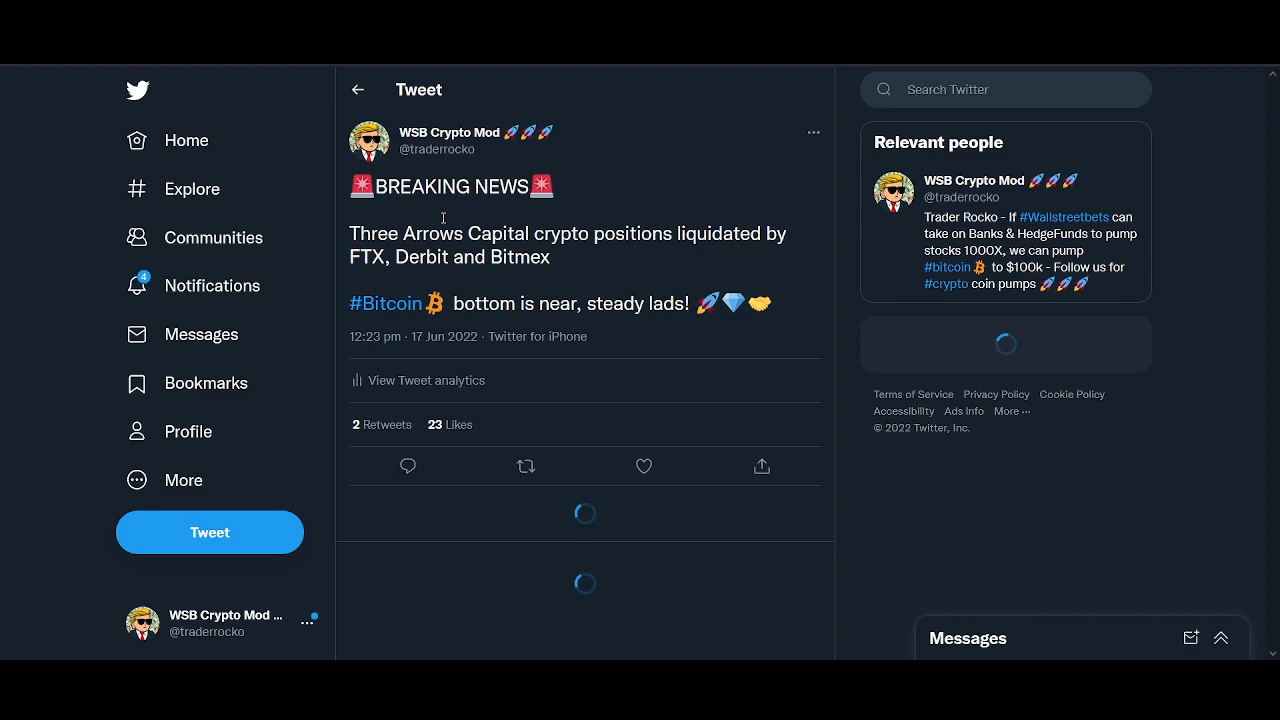 Home
Explore
Communities
4
Notifications
Messages
Bookmarks
Profile
More
Tweet
WSB Crypto Mod ...
@traderrocko
Tweet
WSB Crypto Mod 🚀🚀🚀
@traderrocko
🚨BREAKING NEWS🚨
Three Arrows Capital crypto positions liquidated by
FTX, Derbit and Bitmex
#Bitcoin bottom is near, steady lads! 🚀💎🤝
12:23 pm · 17 Jun 2022 · Twitter for iPhone
View Tweet analytics
2 Retweets 23 Likes
Search Twitter
Relevant people
WSB Crypto Mod 🚀🚀🚀
@traderrocko
Trader Rocko - If #Wallstreetbets can
take on Banks & HedgeFunds to pump
stocks 1000X, we can pump
#bitcoin to $100k - Follow us for
#crypto coin pumps 🚀🚀🚀
Terms of Service Privacy Policy Cookie Policy
Accessibility Ads Info More ···
© 2022 Twitter, Inc.
Messages